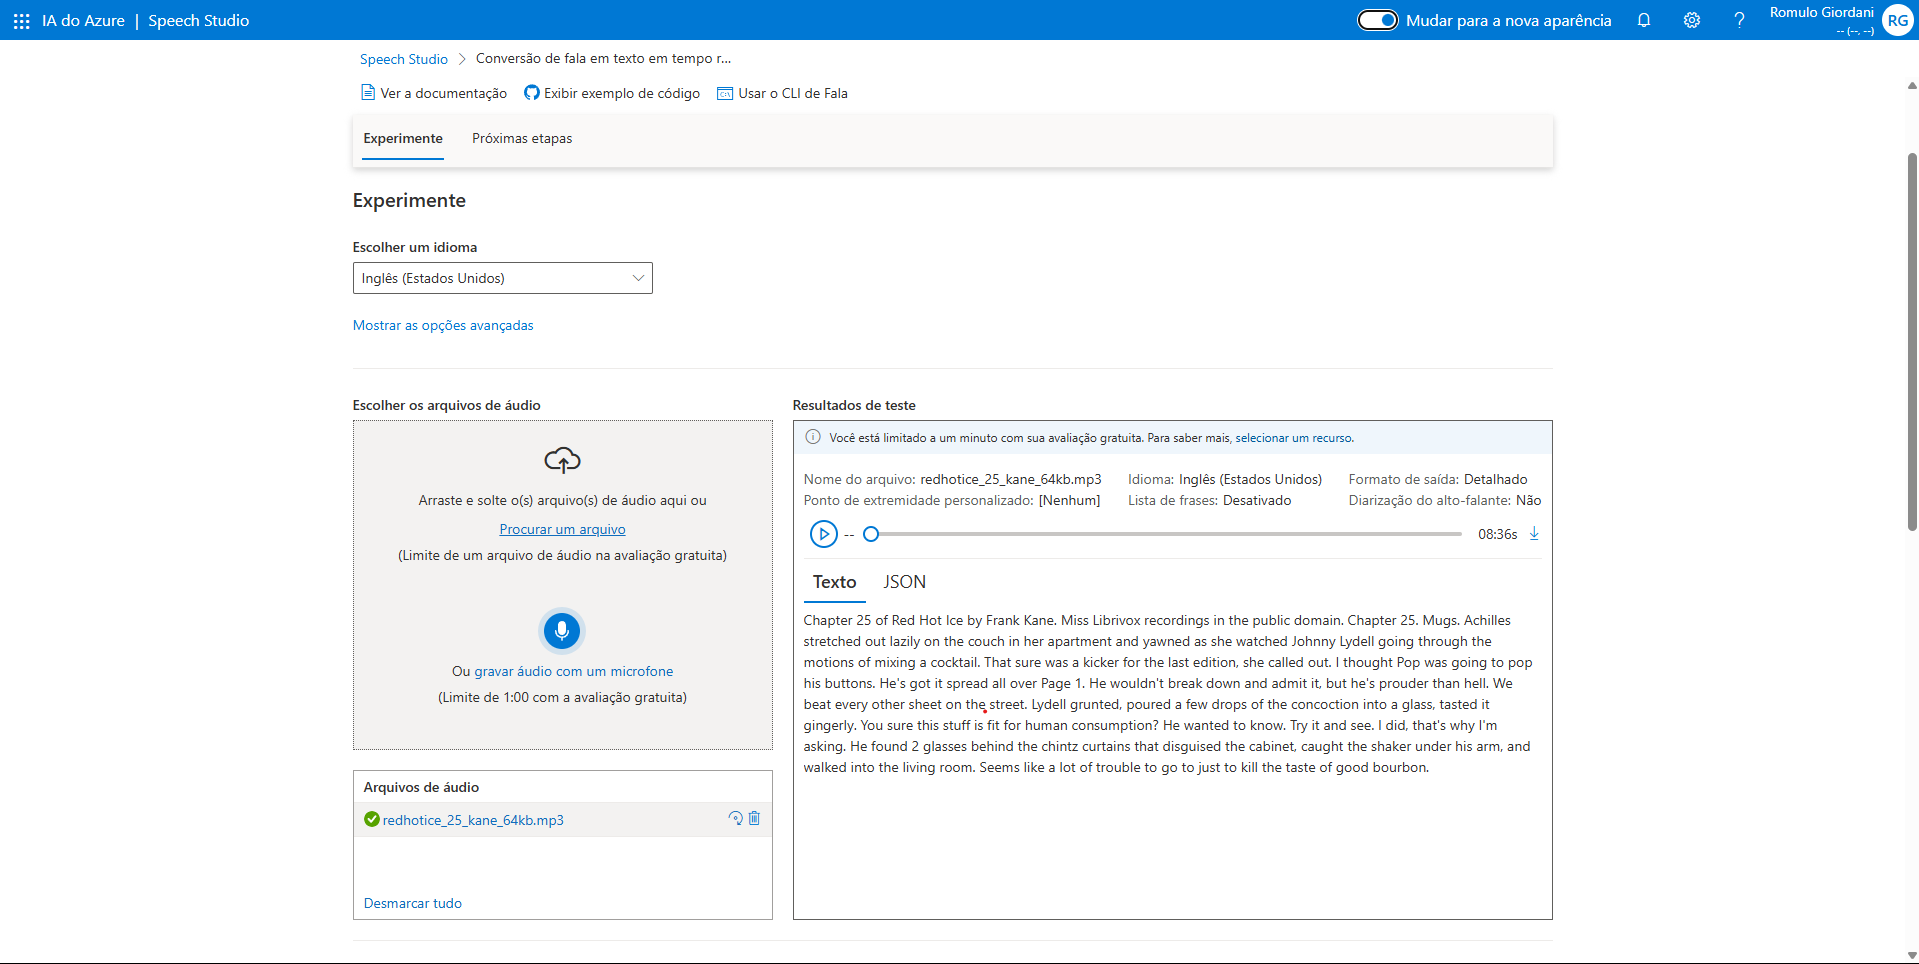 IA do Azure | Speech Studio
Mudar para a nova aparência
Romulo Giordani
-- (--, --)
RG
Speech Studio > Conversão de fala em texto em tempo r...
Ver a documentação
Exibir exemplo de código
Usar o CLI de Fala
Experimente
Próximas etapas
Experimente
Escolher um idioma
Inglês (Estados Unidos)
Mostrar as opções avançadas
Escolher os arquivos de áudio
Arraste e solte o(s) arquivo(s) de áudio aqui ou
Procurar um arquivo
(Limite de um arquivo de áudio na avaliação gratuita)
Ou gravar áudio com um microfone
(Limite de 1:00 com a avaliação gratuita)
Arquivos de áudio
redhotice_25_kane_64kb.mp3
Desmarcar tudo
Resultados de teste
Você está limitado a um minuto com sua avaliação gratuita. Para saber mais, selecionar um recurso.
Nome do arquivo: redhotice_25_kane_64kb.mp3 Idioma: Inglês (Estados Unidos) Formato de saída: Detalhado
Ponto de extremidade personalizado: [Nenhum] Lista de frases: Desativado Diarização do alto-falante: Não
-- 08:36s
Texto JSON
Chapter 25 of Red Hot Ice by Frank Kane. Miss Librivox recordings in the public domain. Chapter 25. Mugs. Achilles
stretched out lazily on the couch in her apartment and yawned as she watched Johnny Lydell going through the
motions of mixing a cocktail. That sure was a kicker for the last edition, she called out. I thought Pop was going to pop
his buttons. He's got it spread all over Page 1. He wouldn't break down and admit it, but he's prouder than hell. We
beat every other sheet on the street. Lydell grunted, poured a few drops of the concoction into a glass, tasted it
gingerly. You sure this stuff is fit for human consumption? He wanted to know. Try it and see. I did, that's why I'm
asking. He found 2 glasses behind the chintz curtains that disguised the cabinet, caught the shaker under his arm, and
walked into the living room. Seems like a lot of trouble to go to just to kill the taste of good bourbon.